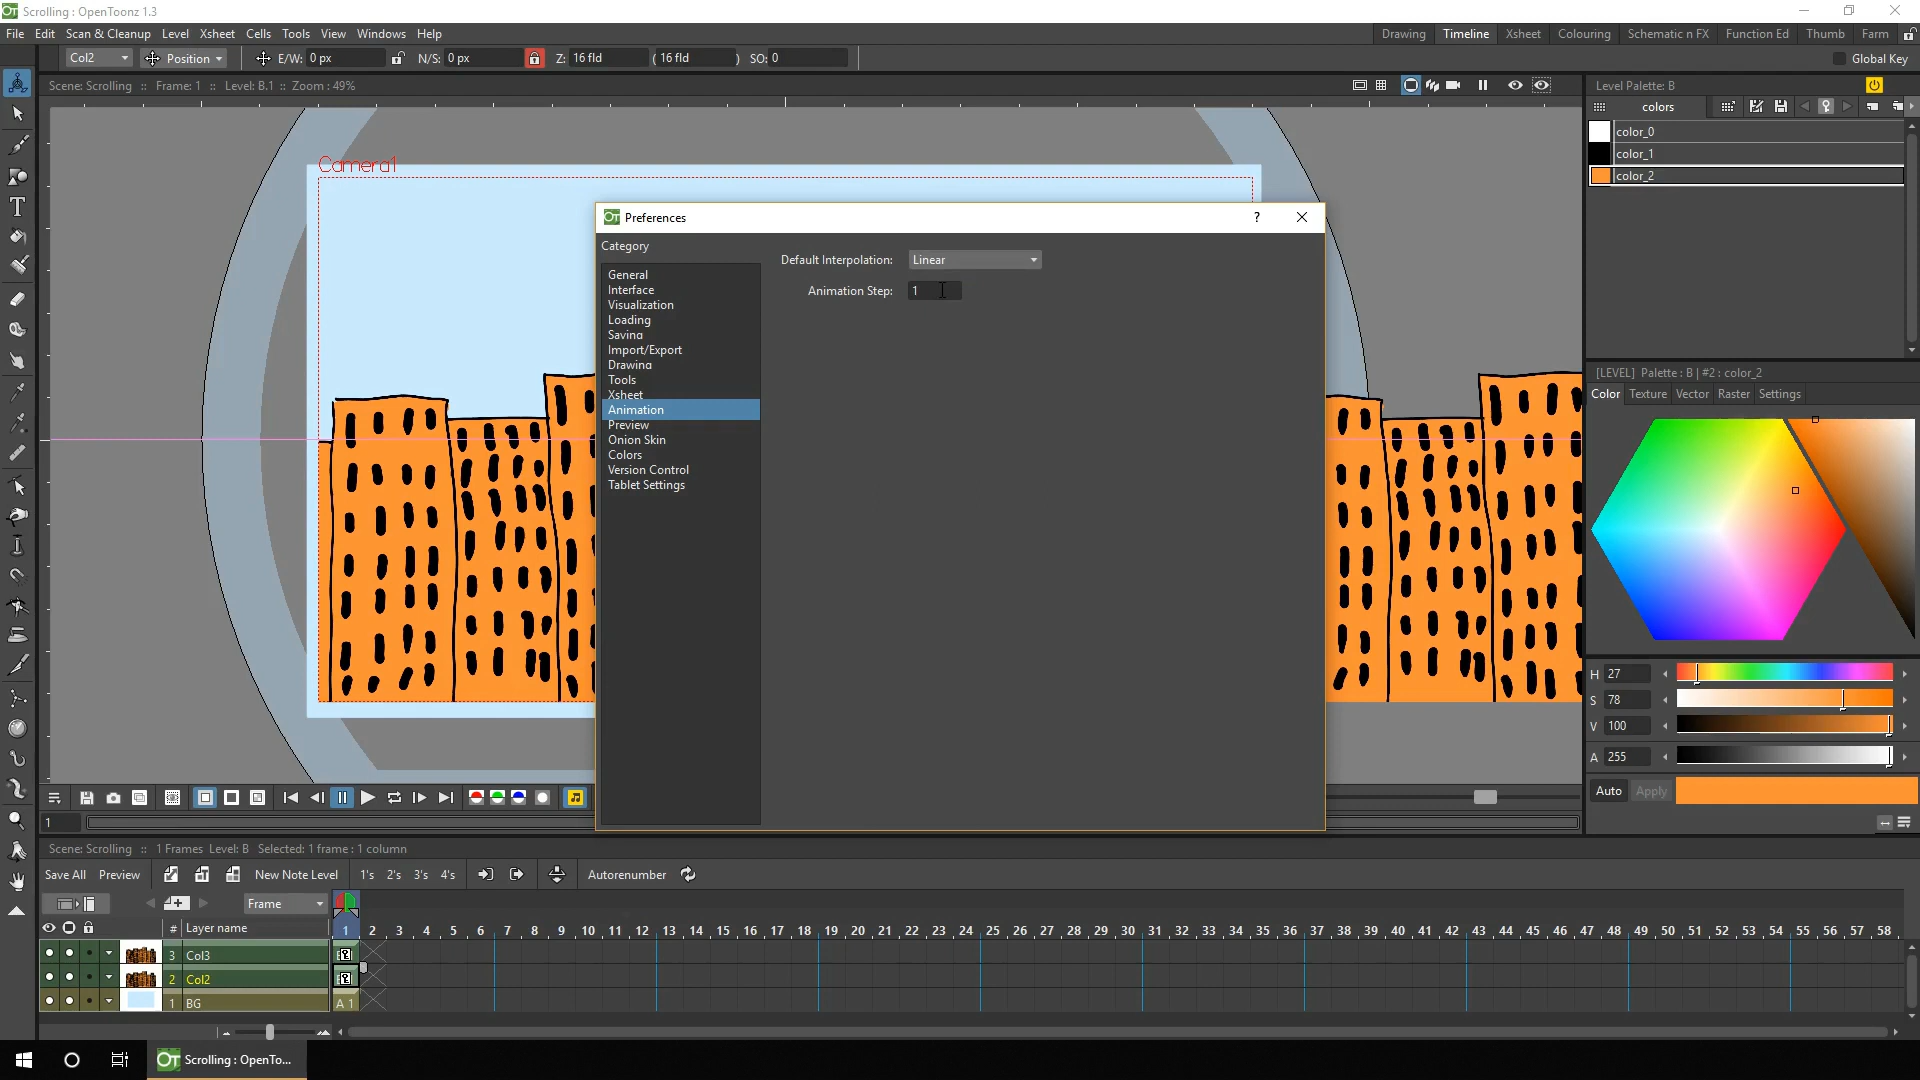 Scrolling : OpenToonz 1.3
File Edit Scan & Cleanup Level Xsheet Cells Tools View Windows Help
Drawing Timeline Xsheet Colouring Schematic n FX Function Ed Thumb Farm
Col2 Position E/W: 0 px N/S: 0 px Z: 16 fld ( 16 fld ) SO: 0 Global Key
Scene: Scrolling :: Frame: 1 :: Level: B.1 :: Zoom : 49%
Level Palette: B
colors
color_0
color_1
color_2
Camera1
Preferences ?
Category
General
Interface
Visualization
Loading
Saving
Import/Export
Drawing
Tools
Xsheet
Animation
Preview
Onion Skin
Colors
Version Control
Tablet Settings
Default Interpolation: Linear
Animation Step: 1
[LEVEL] Palette : B | #2 : color_2
Color Texture Vector Raster Settings
H 27
S 78
V 100
A 255
Auto Apply
1
Scene: Scrolling :: 1 Frames Level: B Selected: 1 frame : 1 column
Save All Preview New Note Level 1's 2's 3's 4's Autorenumber
Frame
# Layer name
1 2 3 4 5 6 7 8 9 10 11 12 13 14 15 16 17 18 19 20 21 22 23 24 25 26 27 28 29 30 31 32 33 34 35 36 37 38 39 40 41 42 43 44 45 46 47 48 49 50 51 52 53 54 55 56 57 58
3 Col3
2 Col2
1 BG A 1
OT Scrolling : OpenTo...